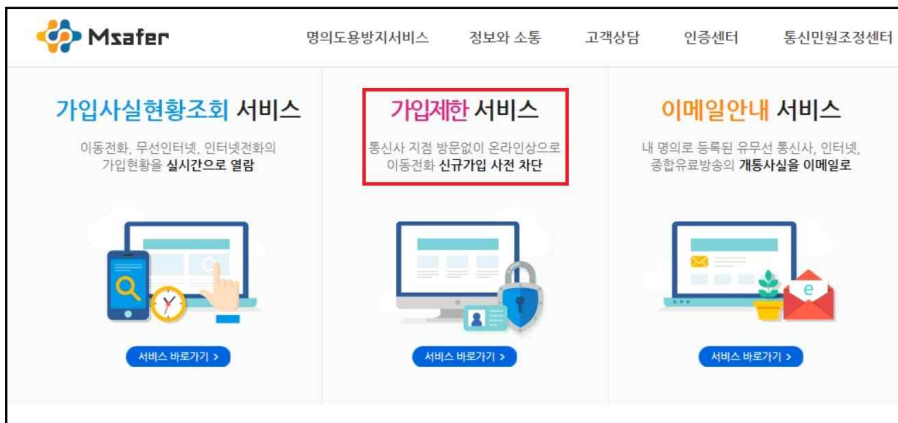 Msafer
명의도용방지서비스 정보와 소통 고객상담 인증센터 통신민원조정센터
가입사실현황조회 서비스
이동전화, 무선인터넷, 인터넷전화의
가입현황을 실시간으로 열람
서비스 바로가기 >
가입제한 서비스
통신사 지점 방문없이 온라인상으로
이동전화 신규가입 사전 차단
서비스 바로가기 >
이메일안내 서비스
내 명의로 등록된 유무선 통신사, 인터넷,
종합유료방송의 개통사실을 이메일로
e
서비스 바로가기 >